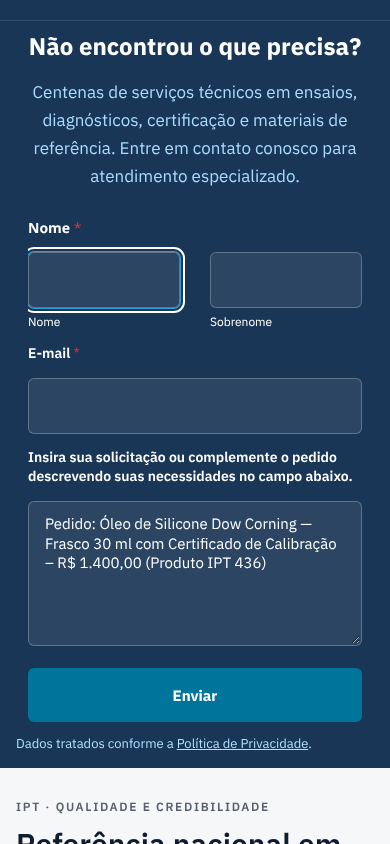 Não encontrou o que precisa?
Centenas de serviços técnicos em ensaios,
diagnósticos, certificação e materiais de
referência. Entre em contato conosco para
atendimento especializado.
Nome *
Nome
Sobrenome
E-mail *
Insira sua solicitação ou complemente o pedido
descrevendo suas necessidades no campo abaixo.
Pedido: Óleo de Silicone Dow Corning —
Frasco 30 ml com Certificado de Calibração
– R$ 1.400,00 (Produto IPT 436)
Enviar
Dados tratados conforme a Política de Privacidade.
IPT · QUALIDADE E CREDIBILIDADE
Referência nacional em